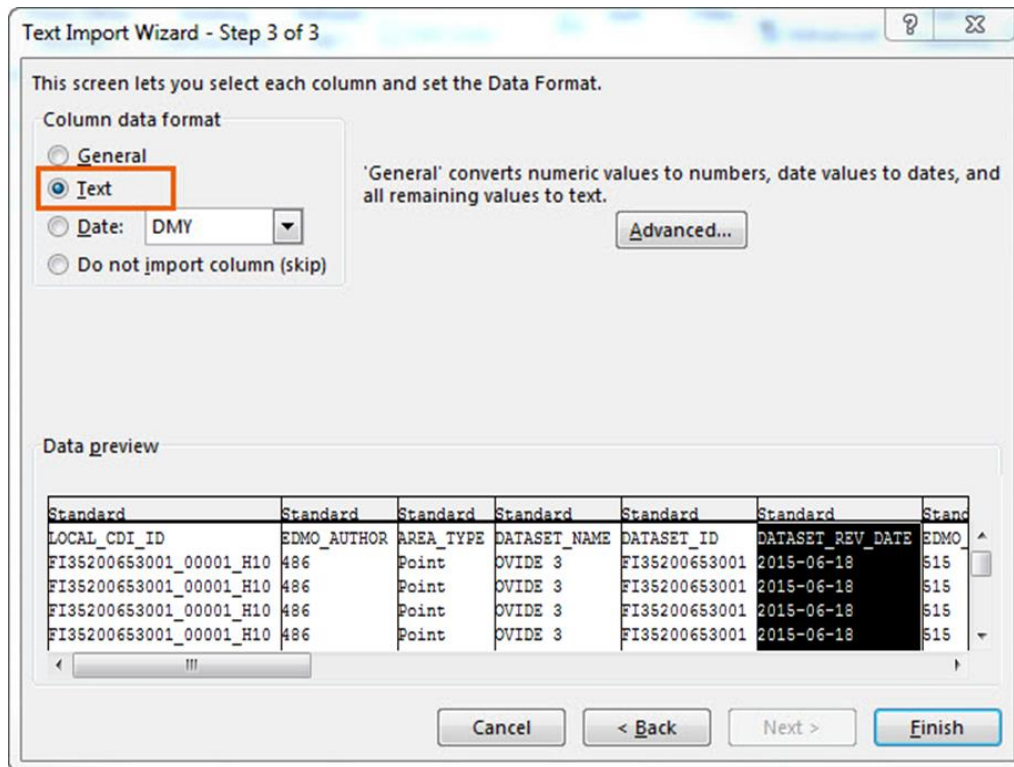 Text Import Wizard - Step 3 of 3
This screen lets you select each column and set the Data Format.
Column data format
General
Text
Date: DMY
Do not import column (skip)
'General' converts numeric values to numbers, date values to dates, and
all remaining values to text.
Advanced...
Data preview
Standard Standard Standard Standard Standard Standard Stand
LOCAL_CDI_ID EDMO_AUTHOR AREA_TYPE DATASET_NAME DATASET_ID DATASET_REV_DATE EDMO_
FI35200653001_00001_H10 486 Point OVIDE 3 FI35200653001 2015-06-18 515
FI35200653001_00001_H10 486 Point OVIDE 3 FI35200653001 2015-06-18 515
FI35200653001_00001_H10 486 Point OVIDE 3 FI35200653001 2015-06-18 515
FI35200653001_00001_H10 486 Point OVIDE 3 FI35200653001 2015-06-18 515
Cancel < Back Next > Finish